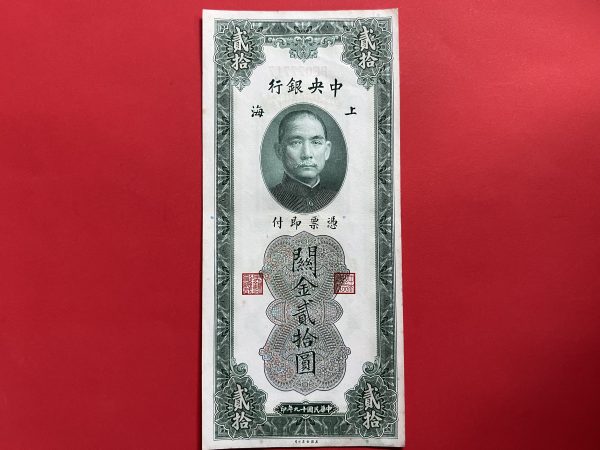 貳拾
貳拾
中央銀行
上海
憑票即付
關金貳拾圓
中華民國十九年印
貳拾
貳拾